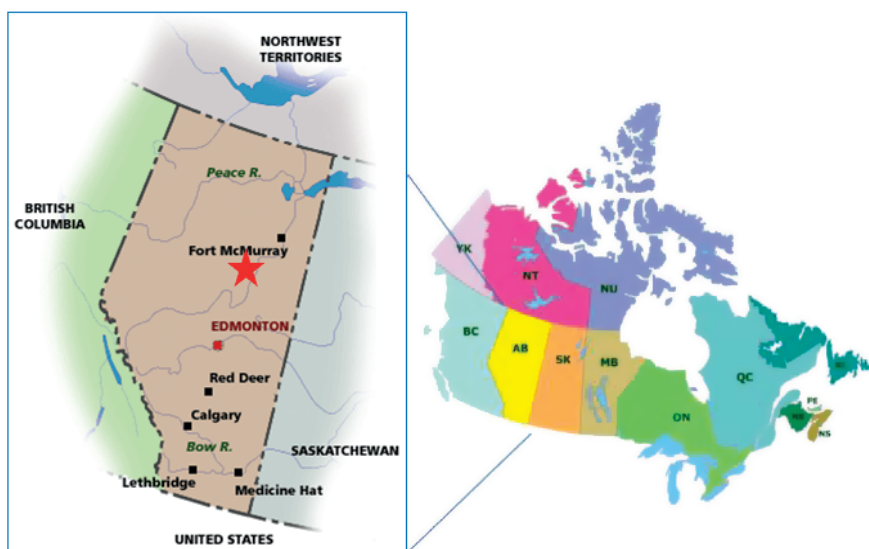 NORTHWEST
TERRITORIES
Peace R.
BRITISH
COLUMBIA
Fort McMurray
EDMONTON
Red Deer
Calgary
Bow R.
SASKATCHEWAN
Lethbridge
Medicine Hat
UNITED STATES
YK
NT
NU
BC
AB
SK
MB
ON
QC
PE
NB
NS